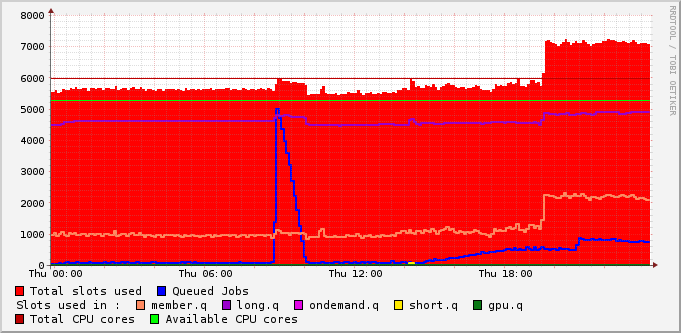 8000
7000
6000
5000
4000
3000
2000
1000
0
Thu 00:00 Thu 06:00 Thu 12:00 Thu 18:00
Total slots used Queued Jobs
Slots used in : member.q long.q ondemand.q short.q gpu.q
Total CPU cores Available CPU cores
RRDTOOL / TOBI OETIKER